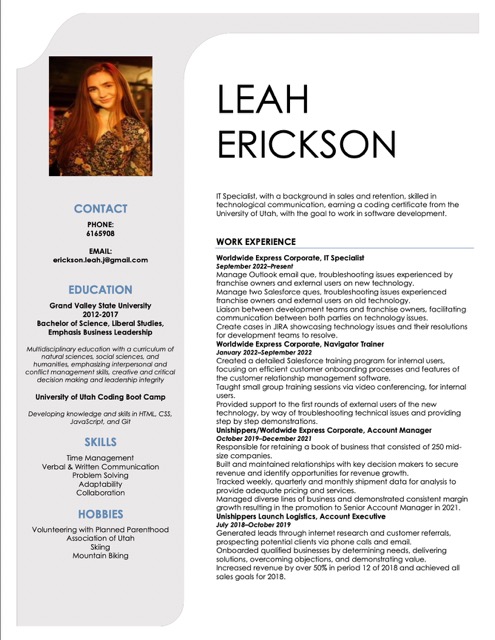 LEAH
ERICKSON
CONTACT
PHONE:
6165908
EMAIL:
erickson.leah.j@gmail.com
EDUCATION
Grand Valley State University
2012-2017
Bachelor of Science, Liberal Studies,
Emphasis Business Leadership
Multidisciplinary education with a curriculum of
natural sciences, social sciences, and
humanities, emphasizing interpersonal and
conflict management skills, creative and critical
decision making and leadership integrity
University of Utah Coding Boot Camp
Developing knowledge and skills in HTML, CSS,
JavaScript, and Git
SKILLS
Time Management
Verbal & Written Communication
Problem Solving
Adaptability
Collaboration
HOBBIES
Volunteering with Planned Parenthood
Association of Utah
Skiing
Mountain Biking
IT Specialist, with a background in sales and retention, skilled in
technological communication, earning a coding certificate from the
University of Utah, with the goal to work in software development.
WORK EXPERIENCE
Worldwide Express Corporate, IT Specialist
September 2022–Present
Manage Outlook email que, troubleshooting issues experienced by
franchise owners and external users on new technology.
Manage two Salesforce ques, troubleshooting issues experienced
franchise owners and external users on old technology.
Liaison between development teams and franchise owners, facilitating
communication between both parties on technology issues.
Create cases in JIRA showcasing technology issues and their resolutions
for development teams to resolve.
Worldwide Express Corporate, Navigator Trainer
January 2022–September 2022
Created a detailed Salesforce training program for internal users,
focusing on efficient customer onboarding processes and features of
the customer relationship management software.
Taught small group training sessions via video conferencing, for internal
users.
Provided support to the first rounds of external users of the new
technology, by way of troubleshooting technical issues and providing
step by step demonstrations.
Unishippers/Worldwide Express Corporate, Account Manager
October 2019–December 2021
Responsible for retaining a book of business that consisted of 250 mid-
size companies.
Built and maintained relationships with key decision makers to secure
revenue and identify opportunities for revenue growth.
Tracked weekly, quarterly and monthly shipment data for analysis to
provide adequate pricing and services.
Managed diverse lines of business and demonstrated consistent margin
growth resulting in the promotion to Senior Account Manager in 2021.
Unishippers Launch Logistics, Account Executive
July 2018–October 2019
Generated leads through internet research and customer referrals,
prospecting potential clients via phone calls and email.
Onboarded qualified businesses by determining needs, delivering
solutions, overcoming objections, and demonstrating value.
Increased revenue by over 50% in period 12 of 2018 and achieved all
sales goals for 2018.